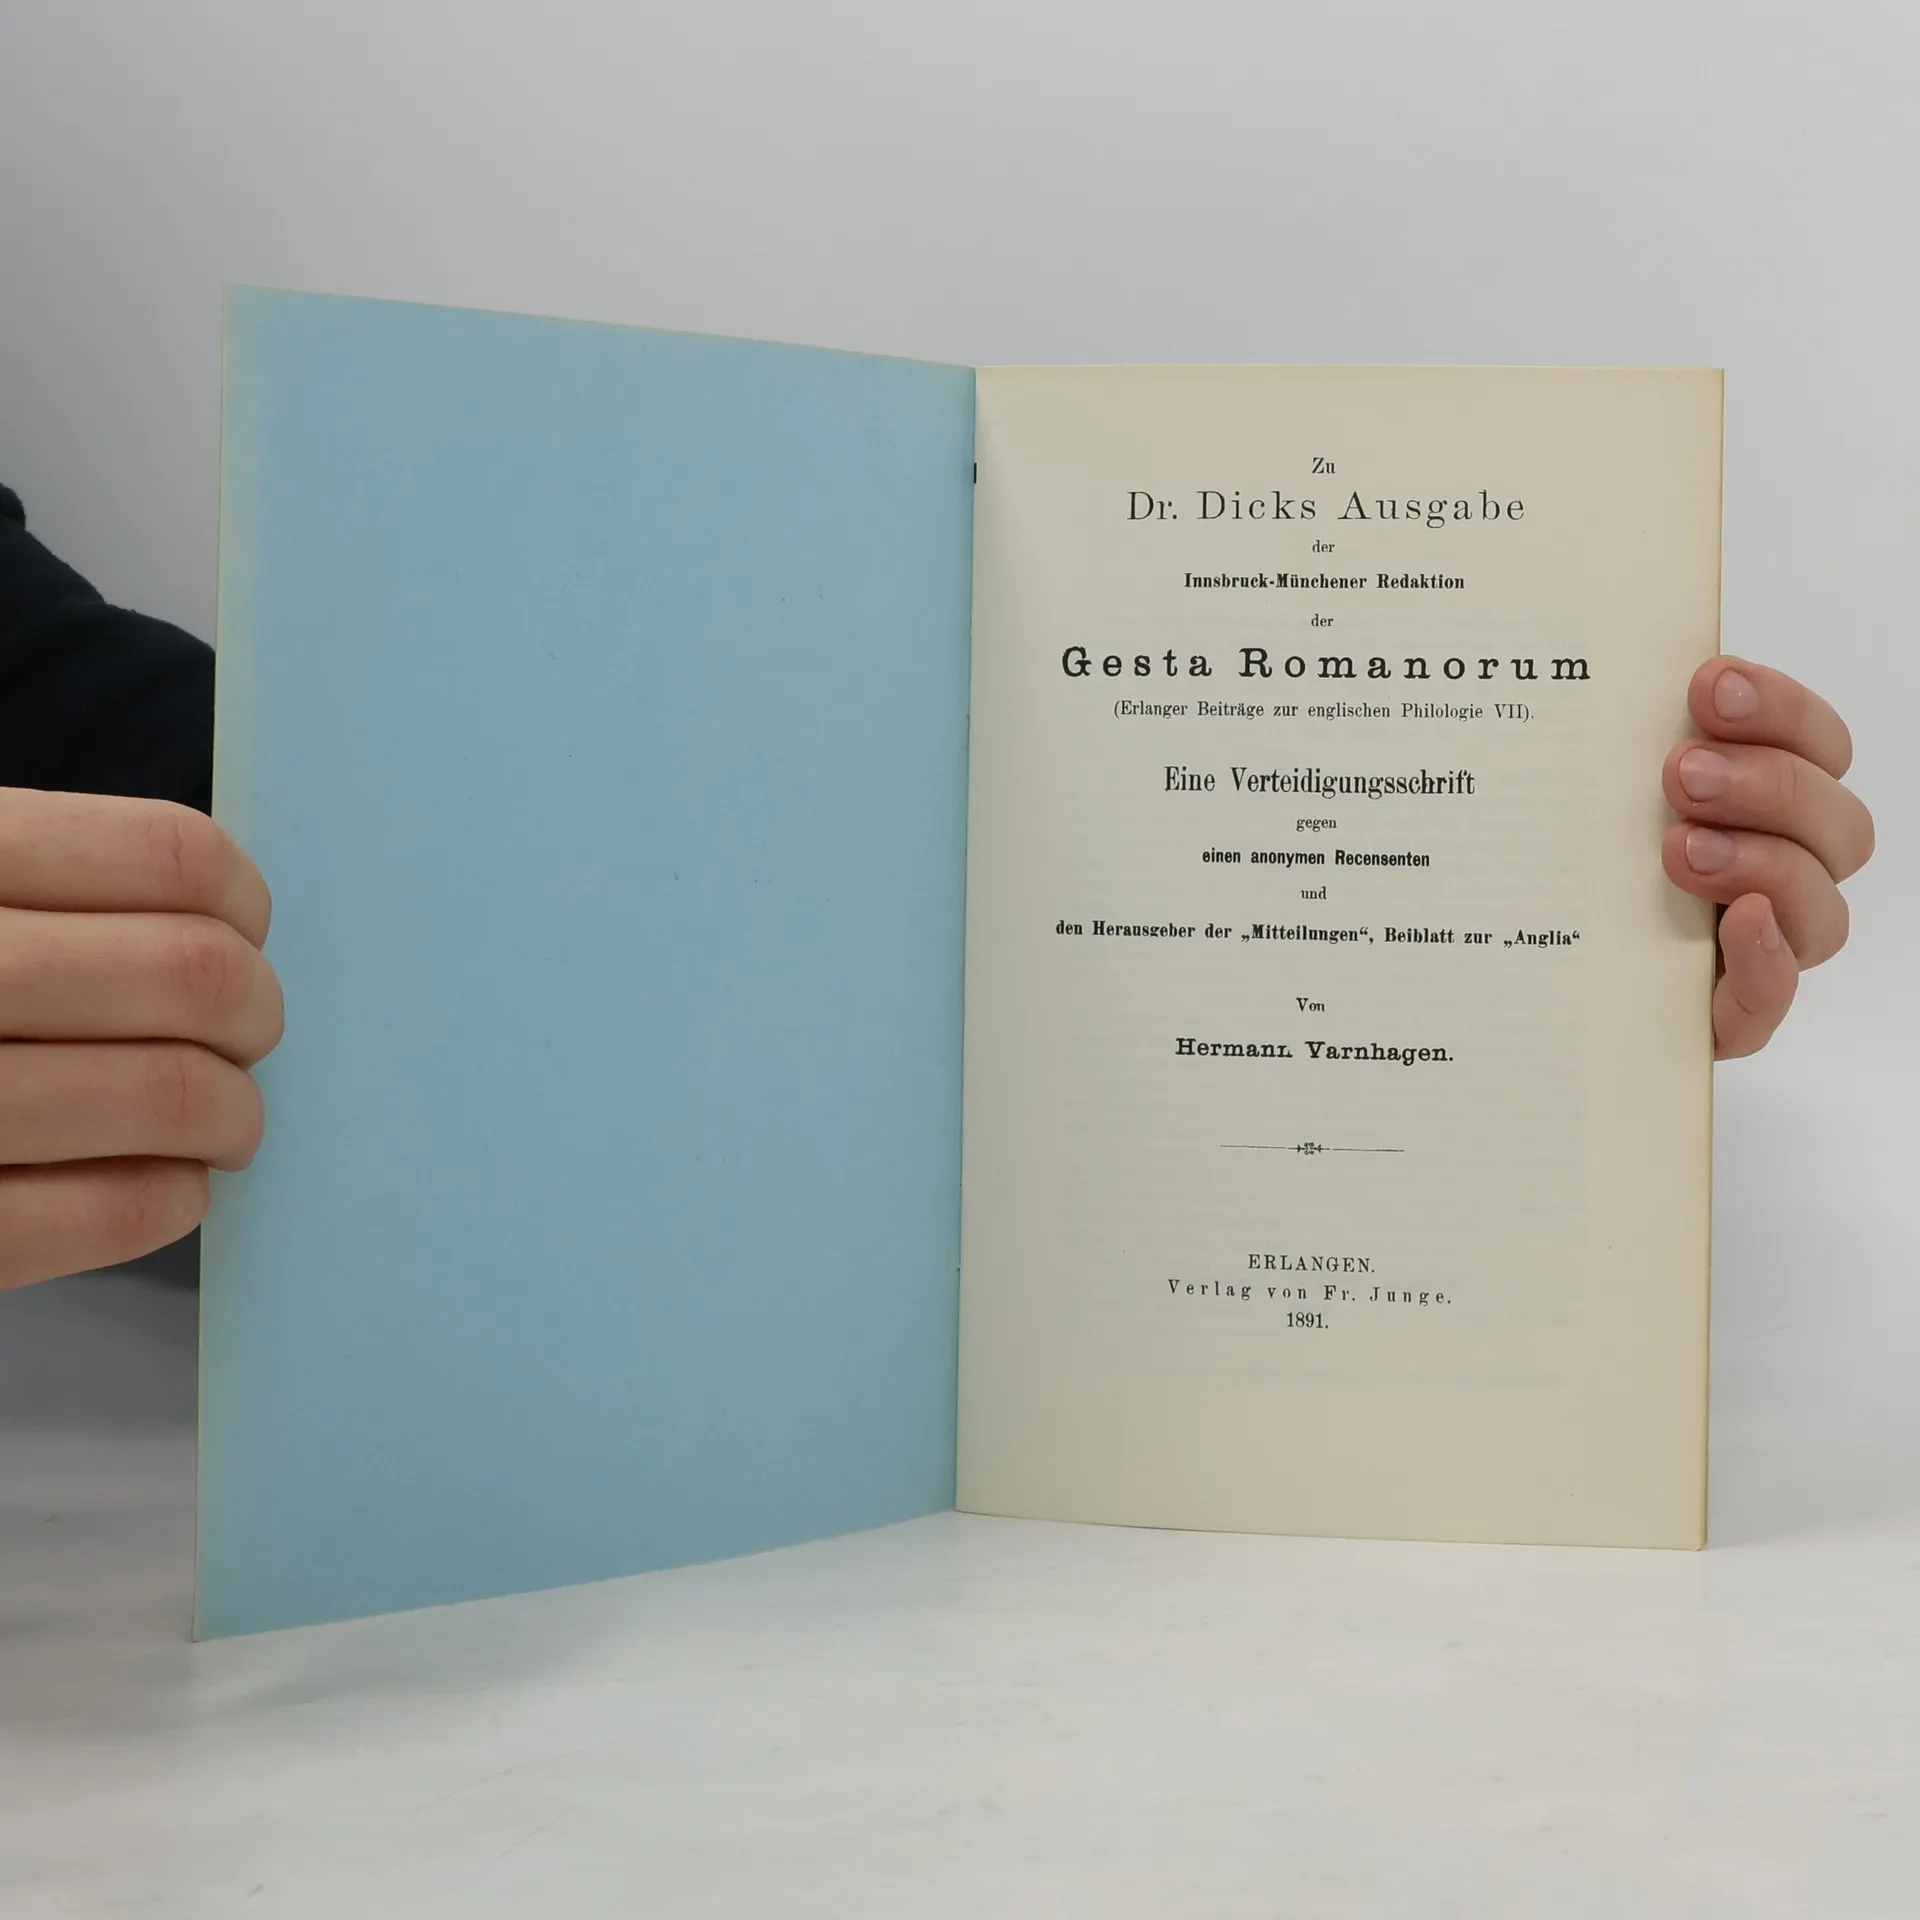 Zu
Dr. Dicks Ausgabe
der
Innsbruck-Münchener Redaktion
der
Gesta Romanorum
(Erlanger Beiträge zur englischen Philologie VII).
Eine Verteidigungsschrift
gegen
einen anonymen Recensenten
und
den Herausgeber der „Mitteilungen“, Beiblatt zur „Anglia“
Von
Hermann Varnhagen.
ERLANGEN.
Verlag von Fr. Junge.
1891.